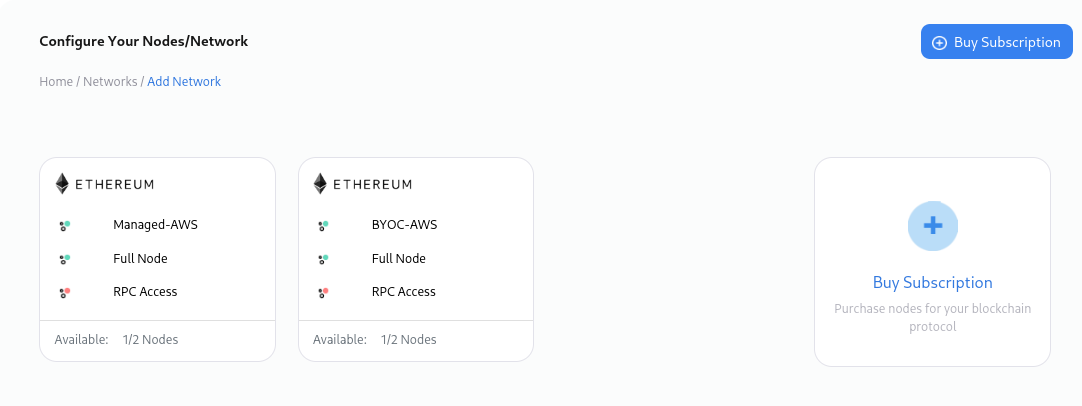 Configure Your Nodes/Network
Buy Subscription
Home / Networks / Add Network
ETHEREUM
Managed-AWS
Full Node
RPC Access
Available: 1/2 Nodes
ETHEREUM
BYOC-AWS
Full Node
RPC Access
Available: 1/2 Nodes
Buy Subscription
Purchase nodes for your blockchain
protocol